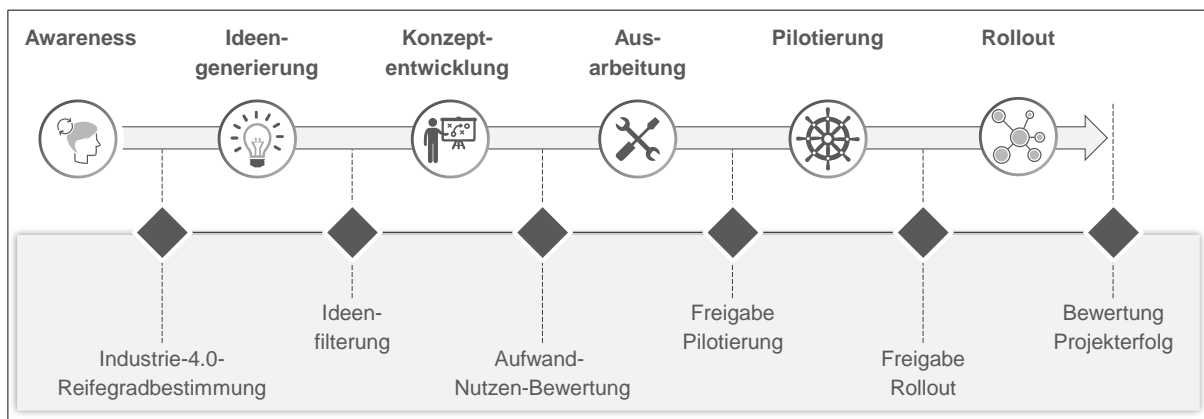 Awareness
Ideen-
generierung
Konzept-
entwicklung
Aus-
arbeitung
Pilotierung
Rollout
Industrie-4.0-
Reifegradbestimmung
Ideen-
filterung
Aufwand-
Nutzen-Bewertung
Freigabe
Pilotierung
Freigabe
Rollout
Bewertung
Projekterfolg